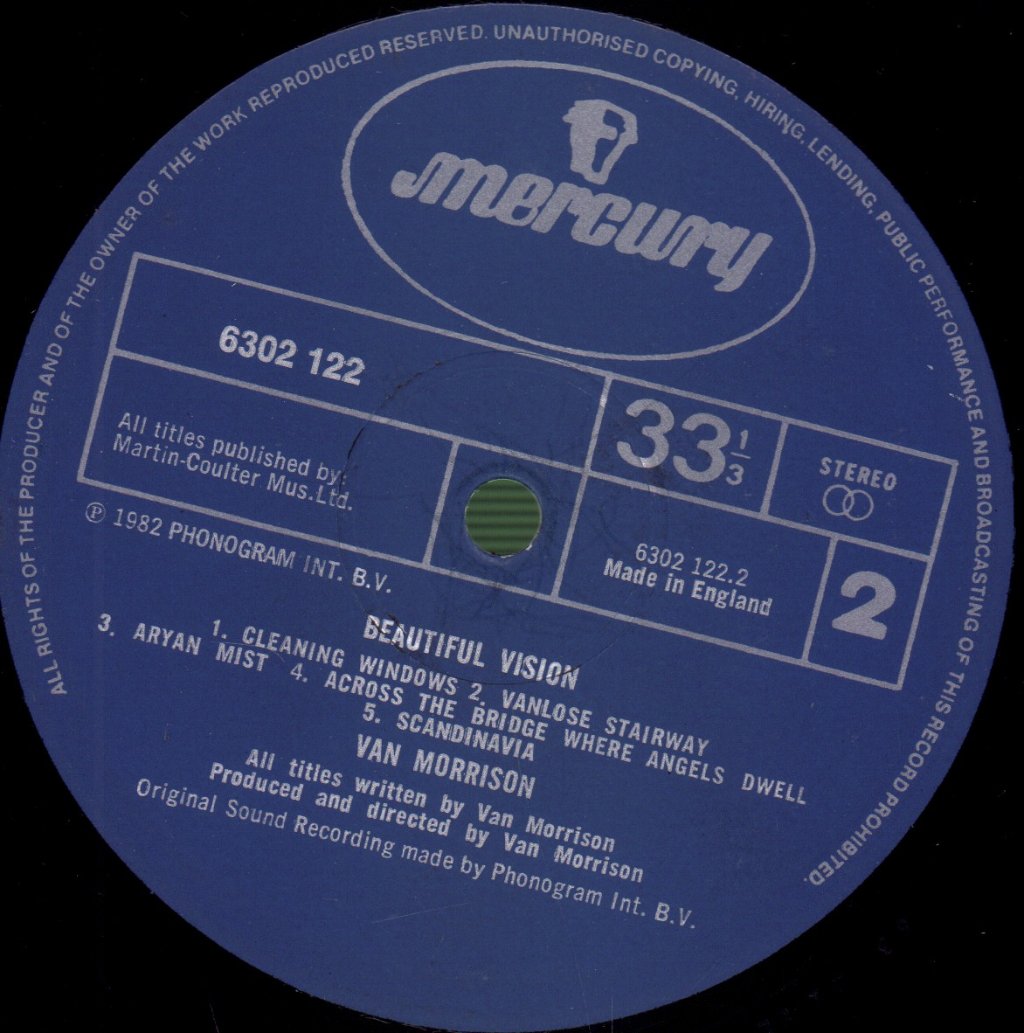 ALL RIGHTS OF THE PRODUCER AND OF THE OWNER OF THE WORK REPRODUCED RESERVED. UNAUTHORISED COPYING, HIRING, LENDING, PUBLIC PERFORMANCE AND BROADCASTING OF THIS RECORD PROHIBITED.
mercury
6302 122
33 1/3
STEREO
All titles published by:
Martin-Coulter Mus.Ltd.
6302 122.2
Made in England
2
℗ 1982 PHONOGRAM INT. B.V.
BEAUTIFUL VISION
1. CLEANING WINDOWS 2. VANLOSE STAIRWAY
3. ARYAN MIST 4. ACROSS THE BRIDGE WHERE ANGELS DWELL
5. SCANDINAVIA
VAN MORRISON
All titles written by Van Morrison
Produced and directed by Van Morrison
Original Sound Recording made by Phonogram Int. B.V.